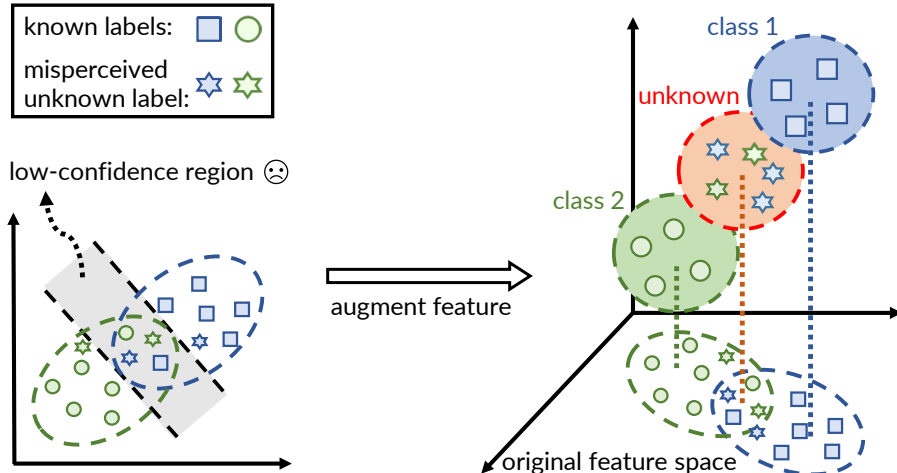 known labels:
misperceived
unknown label:
low-confidence region
augment feature
class 1
unknown
class 2
original feature space